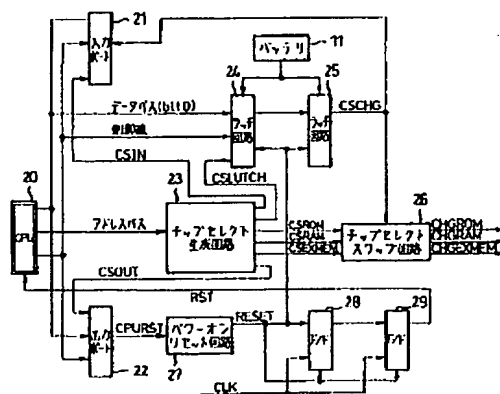 21
入力
ポート
バッテリ
11
24
25
データバス(bit0)
制御線
ラッチ
回路
ラッチ
回路
CSCHG
CSIN
CSLUTCH
20
CPU
23
アドレスバス
チップセレクト
生成回路
CSROM
CSRAM
CSEXMEM
26
チップセレクト
スワップ回路
CHGROM
CHGRAM
CHGEXMEM
CSOUT
RST
28
29
ポート
22
CPURST
パワーオン
リセット回路
27
RESET
CLK